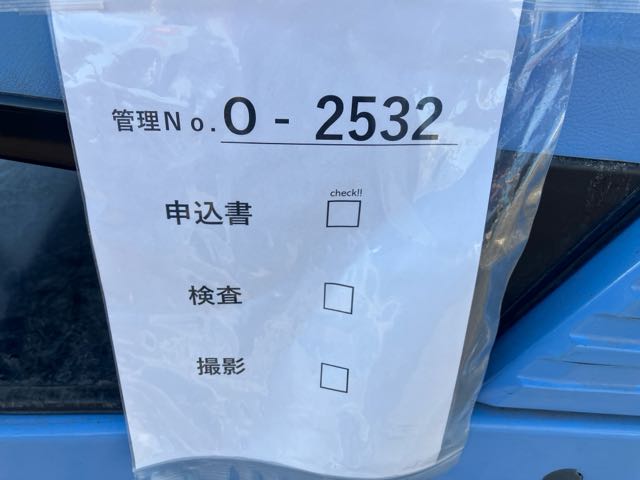 管理No. O - 2532
check!!
申込書 □
検査 □
撮影 □